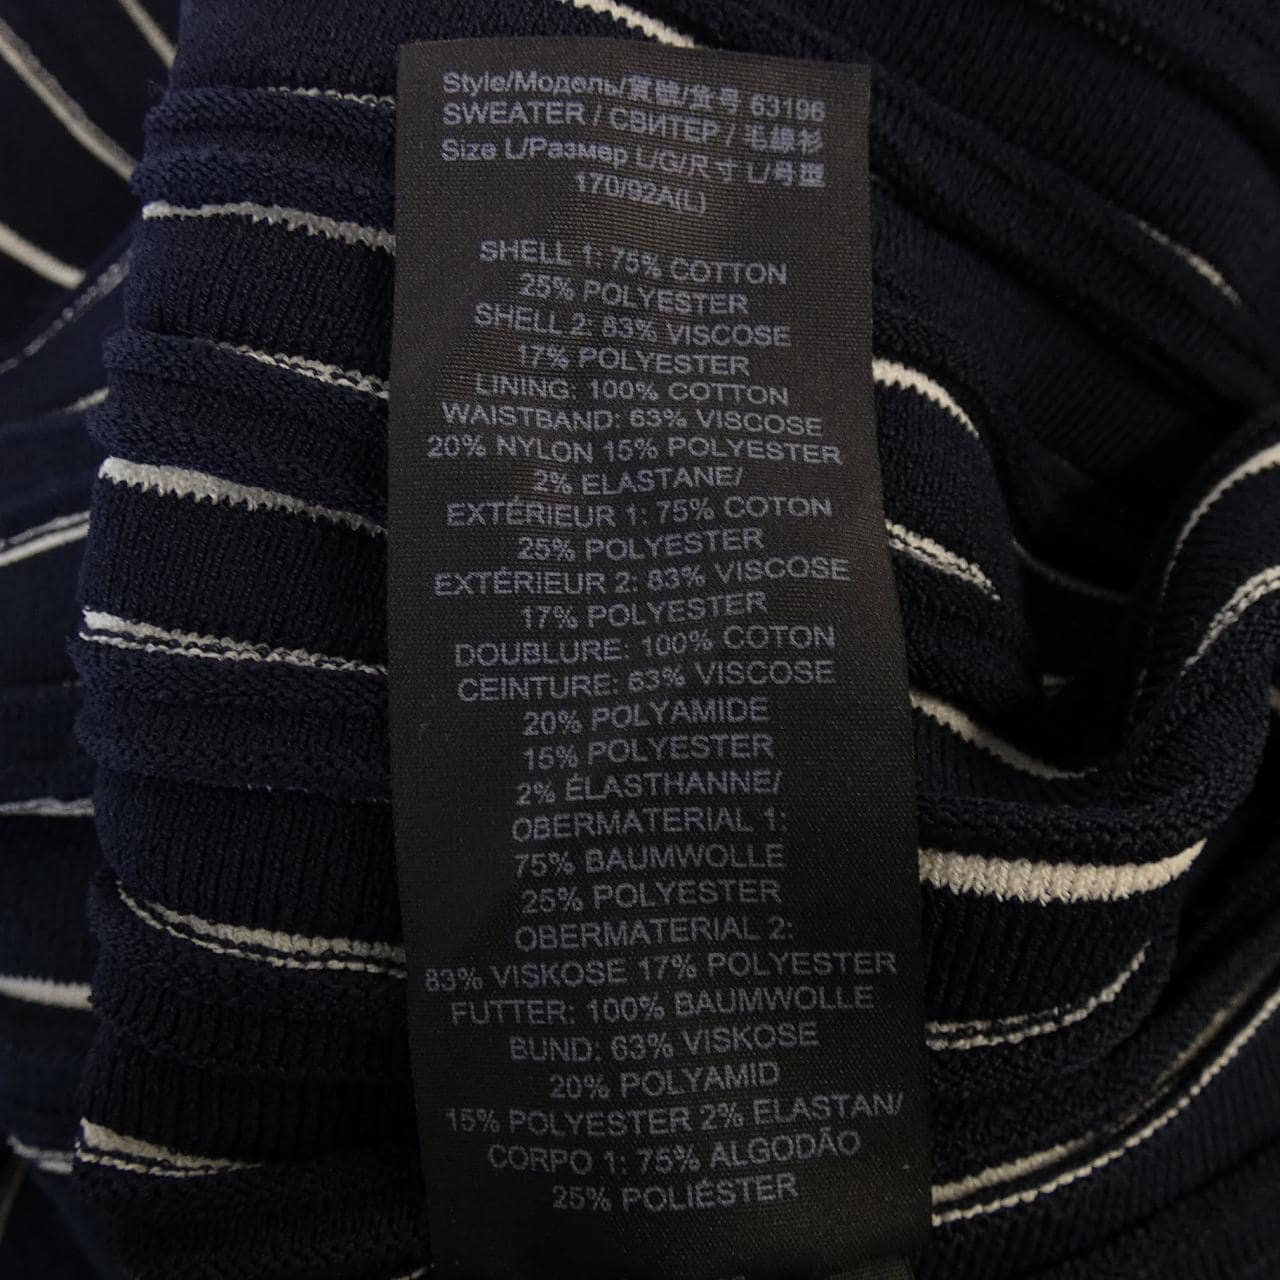 Style/Модель/貨號/货号 63196
SWEATER / СВИТЕР / 毛線衫
Size L/Размер L/G/尺寸 L/号型
170/92A(L)
SHELL 1: 75% COTTON
25% POLYESTER
SHELL 2: 83% VISCOSE
17% POLYESTER
LINING: 100% COTTON
WAISTBAND: 63% VISCOSE
20% NYLON 15% POLYESTER
2% ELASTANE/
EXTÉRIEUR 1: 75% COTON
25% POLYESTER
EXTÉRIEUR 2: 83% VISCOSE
17% POLYESTER
DOUBLURE: 100% COTON
CEINTURE: 63% VISCOSE
20% POLYAMIDE
15% POLYESTER
2% ÉLASTHANNE/
OBERMATERIAL 1:
75% BAUMWOLLE
25% POLYESTER
OBERMATERIAL 2:
83% VISKOSE 17% POLYESTER
FUTTER: 100% BAUMWOLLE
BUND: 63% VISKOSE
20% POLYAMID
15% POLYESTER 2% ELASTAN/
CORPO 1: 75% ALGODÃO
25% POLIÉSTER